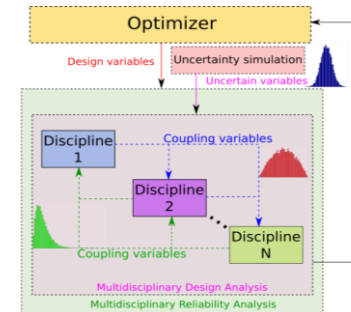 Optimizer
Design variables
Uncertainty simulation
Uncertain variables
Discipline
1
Coupling variables
Discipline
2
Discipline
N
Coupling variables
Multidisciplinary Design Analysis
Multidisciplinary Reliability Analysis